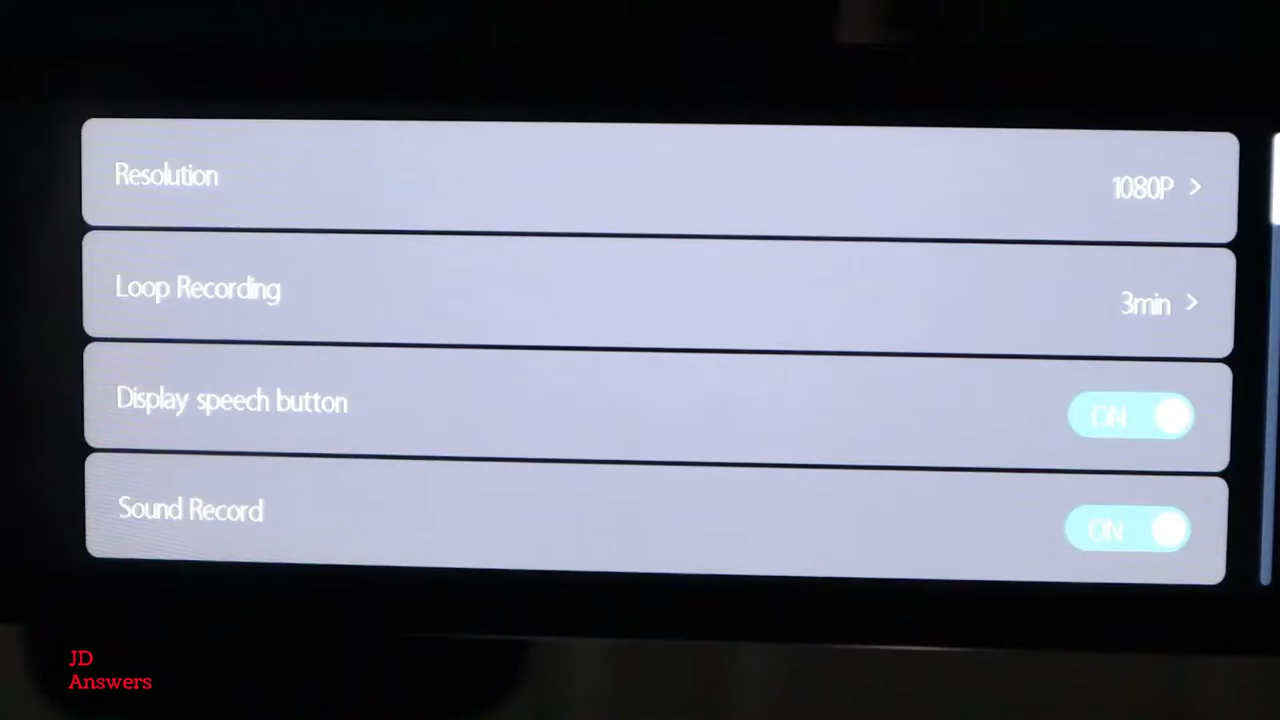 Resolution
1080P >
Loop Recording
3min >
Display speech button
ON
Sound Record
ON
JD
Answers